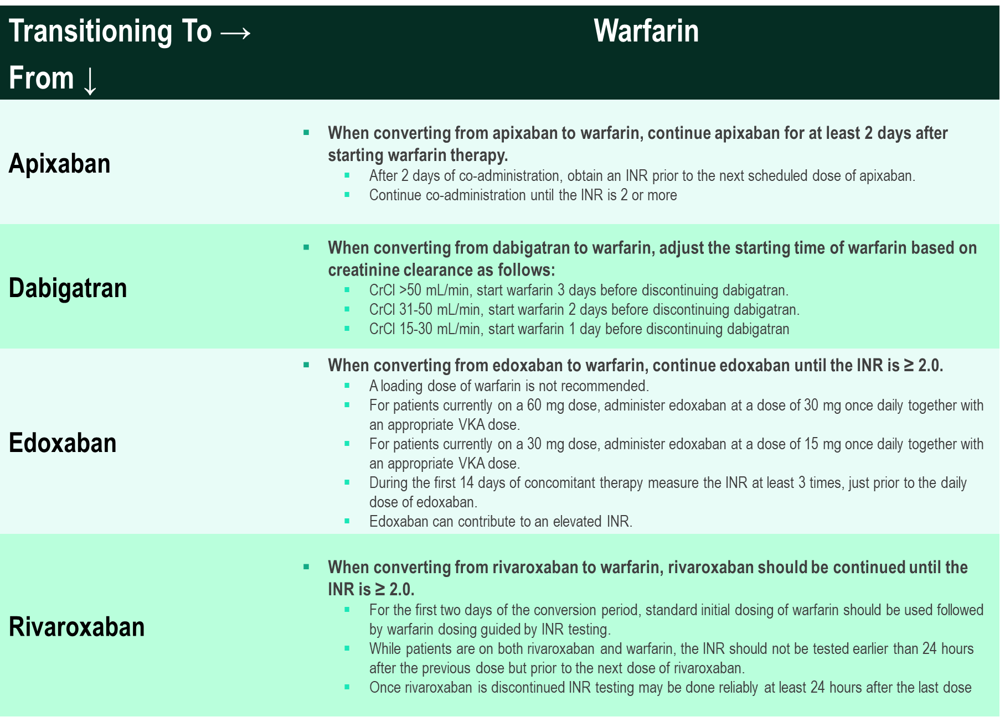 Transitioning To →
From ↓
Warfarin
Apixaban
▪ When converting from apixaban to warfarin, continue apixaban for at least 2 days after
starting warfarin therapy.
▪ After 2 days of co-administration, obtain an INR prior to the next scheduled dose of apixaban.
▪ Continue co-administration until the INR is 2 or more
Dabigatran
▪ When converting from dabigatran to warfarin, adjust the starting time of warfarin based on
creatinine clearance as follows:
▪ CrCl >50 mL/min, start warfarin 3 days before discontinuing dabigatran.
▪ CrCl 31-50 mL/min, start warfarin 2 days before discontinuing dabigatran.
▪ CrCl 15-30 mL/min, start warfarin 1 day before discontinuing dabigatran
Edoxaban
▪ When converting from edoxaban to warfarin, continue edoxaban until the INR is ≥ 2.0.
▪ A loading dose of warfarin is not recommended.
▪ For patients currently on a 60 mg dose, administer edoxaban at a dose of 30 mg once daily together with
an appropriate VKA dose.
▪ For patients currently on a 30 mg dose, administer edoxaban at a dose of 15 mg once daily together with
an appropriate VKA dose.
▪ During the first 14 days of concomitant therapy measure the INR at least 3 times, just prior to the daily
dose of edoxaban.
▪ Edoxaban can contribute to an elevated INR.
Rivaroxaban
▪ When converting from rivaroxaban to warfarin, rivaroxaban should be continued until the
INR is ≥ 2.0.
▪ For the first two days of the conversion period, standard initial dosing of warfarin should be used followed
by warfarin dosing guided by INR testing.
▪ While patients are on both rivaroxaban and warfarin, the INR should not be tested earlier than 24 hours
after the previous dose but prior to the next dose of rivaroxaban.
▪ Once rivaroxaban is discontinued INR testing may be done reliably at least 24 hours after the last dose